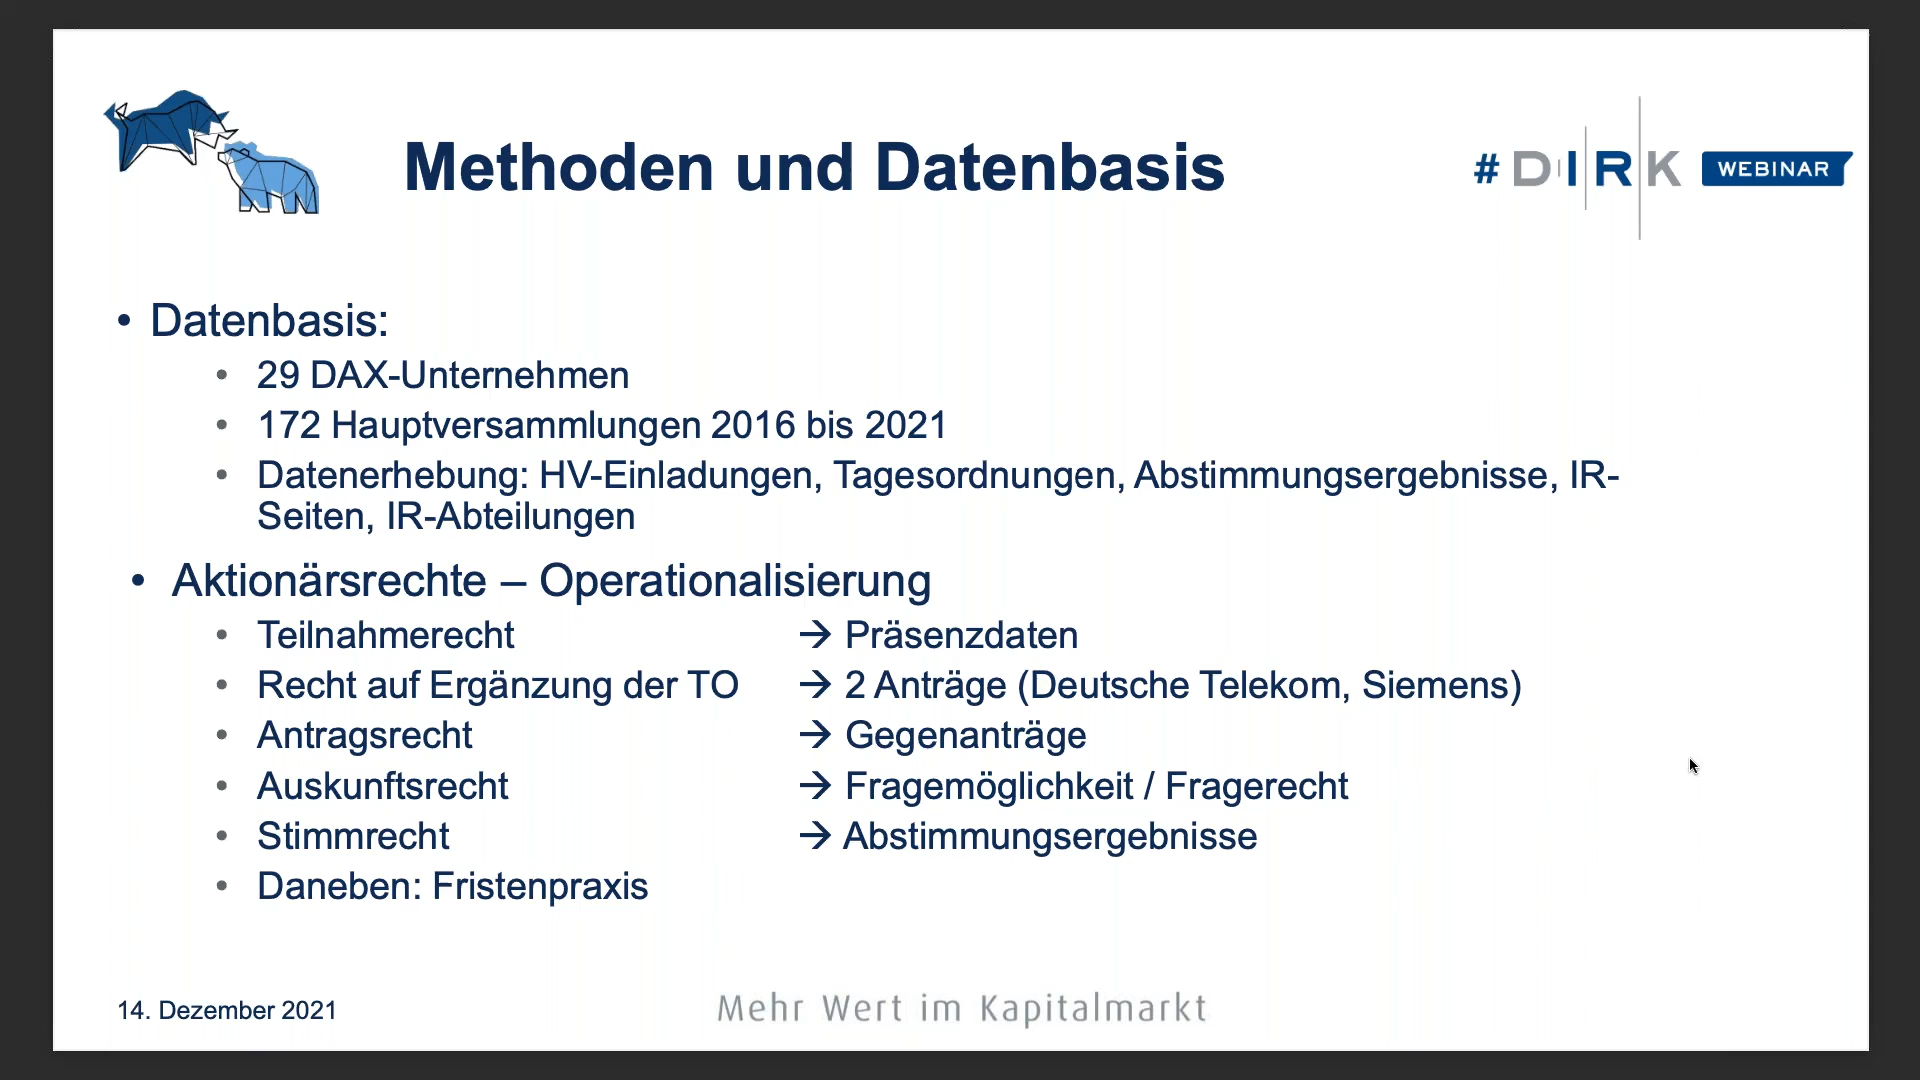 Methoden und Datenbasis
# DIRK WEBINAR
• Datenbasis:
• 29 DAX-Unternehmen
• 172 Hauptversammlungen 2016 bis 2021
• Datenerhebung: HV-Einladungen, Tagesordnungen, Abstimmungsergebnisse, IR-
Seiten, IR-Abteilungen
• Aktionärsrechte – Operationalisierung
• Teilnahmerecht → Präsenzdaten
• Recht auf Ergänzung der TO → 2 Anträge (Deutsche Telekom, Siemens)
• Antragsrecht → Gegenanträge
• Auskunftsrecht → Fragemöglichkeit / Fragerecht
• Stimmrecht → Abstimmungsergebnisse
• Daneben: Fristenpraxis
14. Dezember 2021
Mehr Wert im Kapitalmarkt